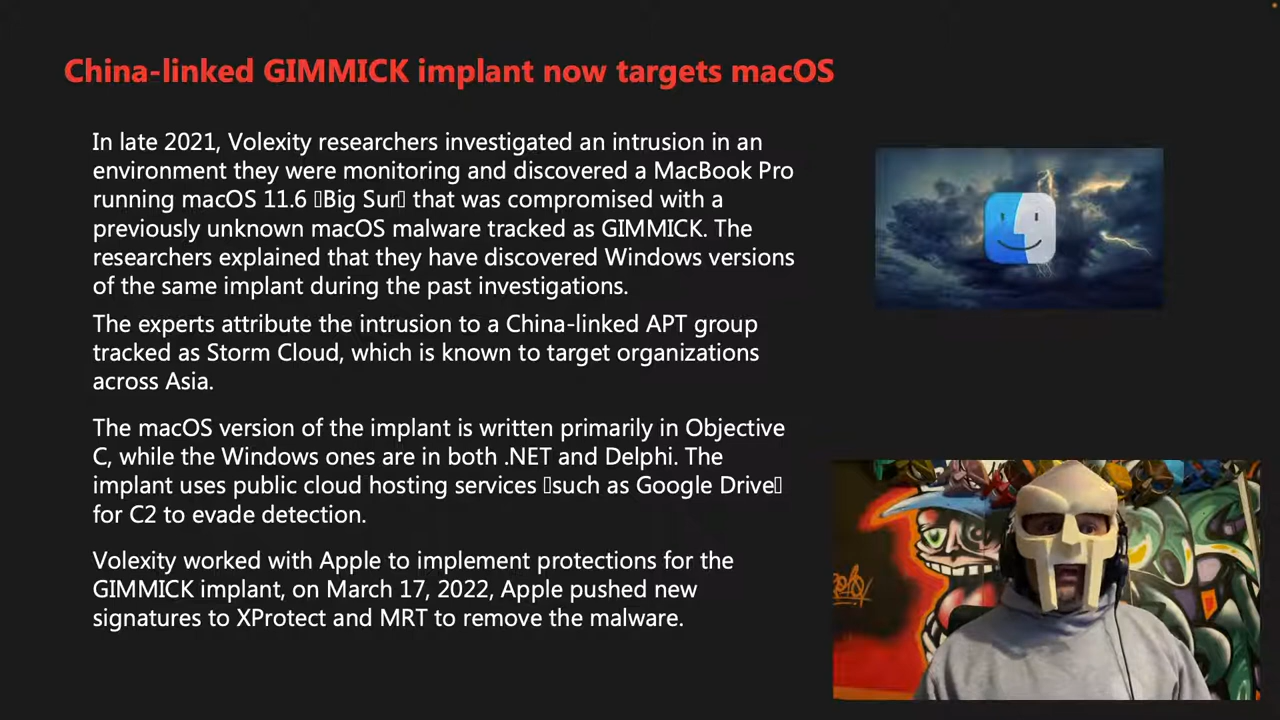 China-linked GIMMICK implant now targets macOS
In late 2021, Volexity researchers investigated an intrusion in an
environment they were monitoring and discovered a MacBook Pro
running macOS 11.6 ▯Big Sur▯ that was compromised with a
previously unknown macOS malware tracked as GIMMICK. The
researchers explained that they have discovered Windows versions
of the same implant during the past investigations.
The experts attribute the intrusion to a China-linked APT group
tracked as Storm Cloud, which is known to target organizations
across Asia.
The macOS version of the implant is written primarily in Objective
C, while the Windows ones are in both .NET and Delphi. The
implant uses public cloud hosting services ▯such as Google Drive▯
for C2 to evade detection.
Volexity worked with Apple to implement protections for the
GIMMICK implant, on March 17, 2022, Apple pushed new
signatures to XProtect and MRT to remove the malware.